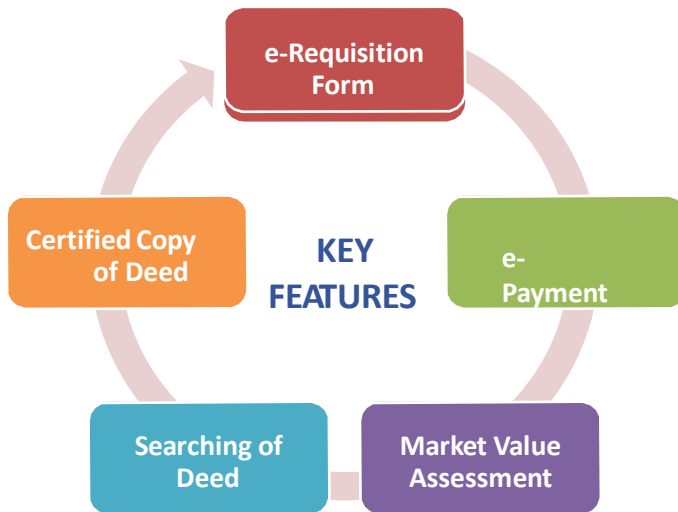 e-Requisition
Form
Certified Copy
of Deed
KEY
FEATURES
e-
Payment
Searching of
Deed
Market Value
Assessment